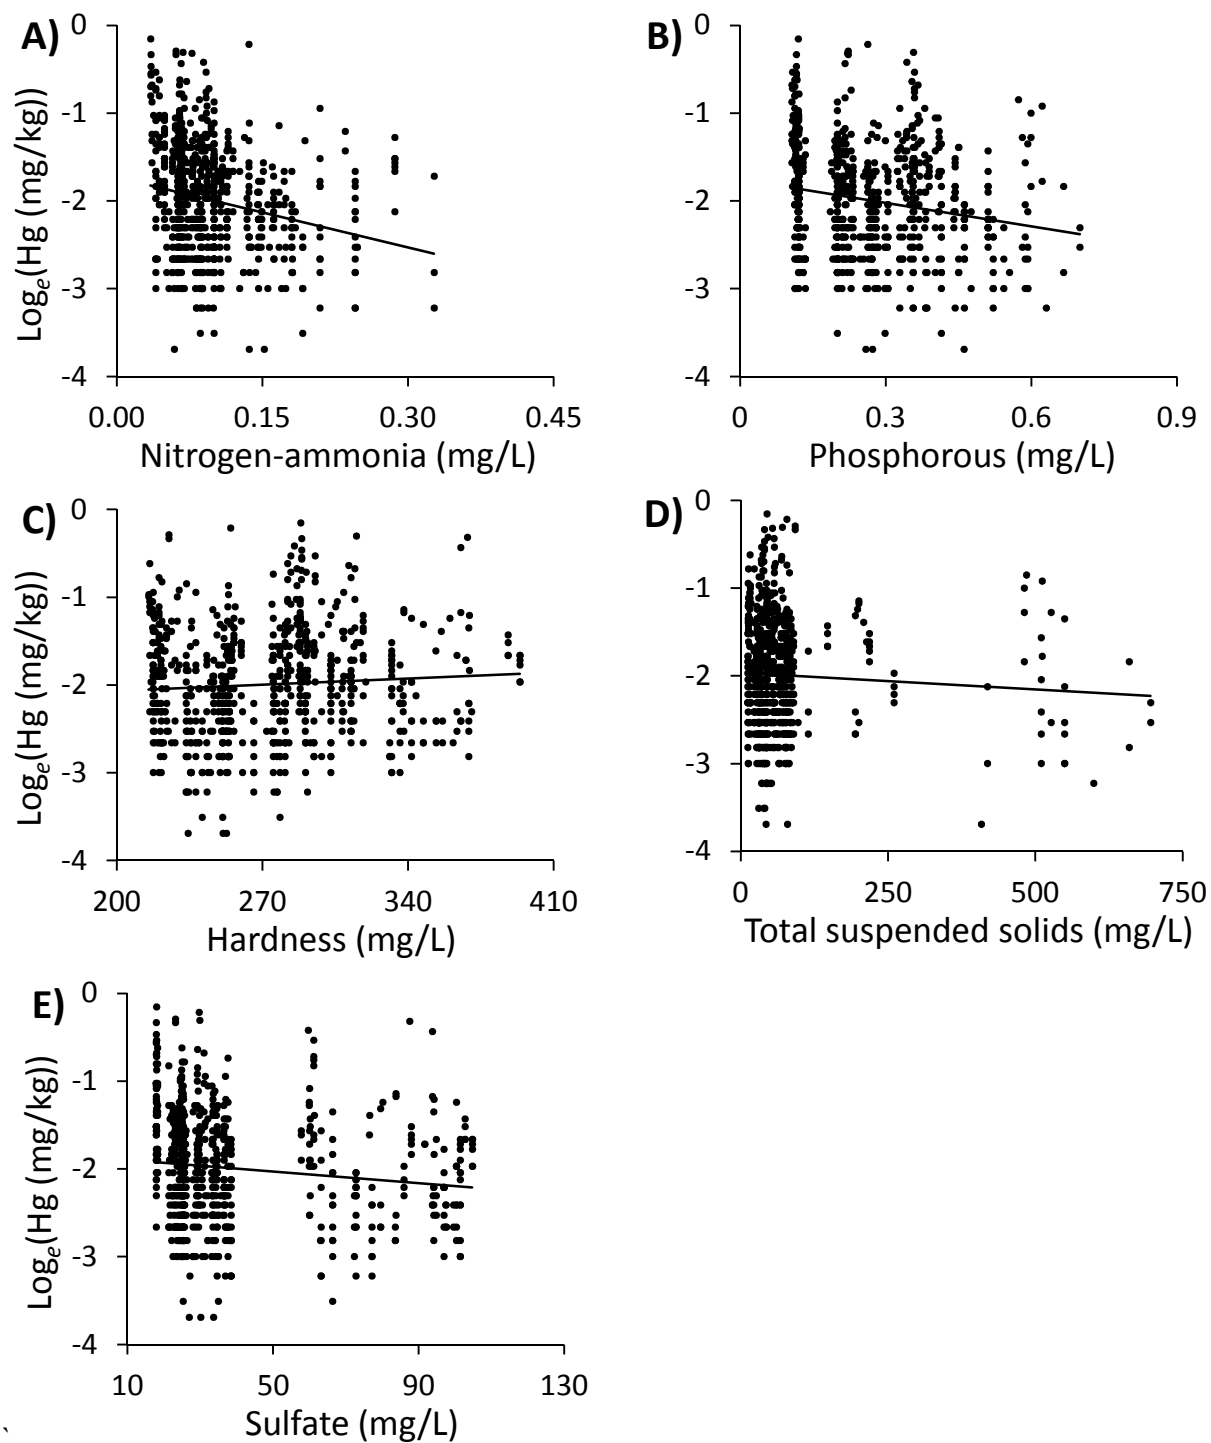 A)
0
-1
-2
-3
-4
Log_e(Hg (mg/kg))
0.00 0.15 0.30 0.45
Nitrogen-ammonia (mg/L)
B)
0
-1
-2
-3
-4
0 0.3 0.6 0.9
Phosphorous (mg/L)
C)
0
-1
-2
-3
-4
Log_e(Hg (mg/kg))
200 270 340 410
Hardness (mg/L)
D)
0
-1
-2
-3
-4
0 250 500 750
Total suspended solids (mg/L)
E)
0
-1
-2
-3
-4
Log_e(Hg (mg/kg))
10 50 90 130
Sulfate (mg/L)
`